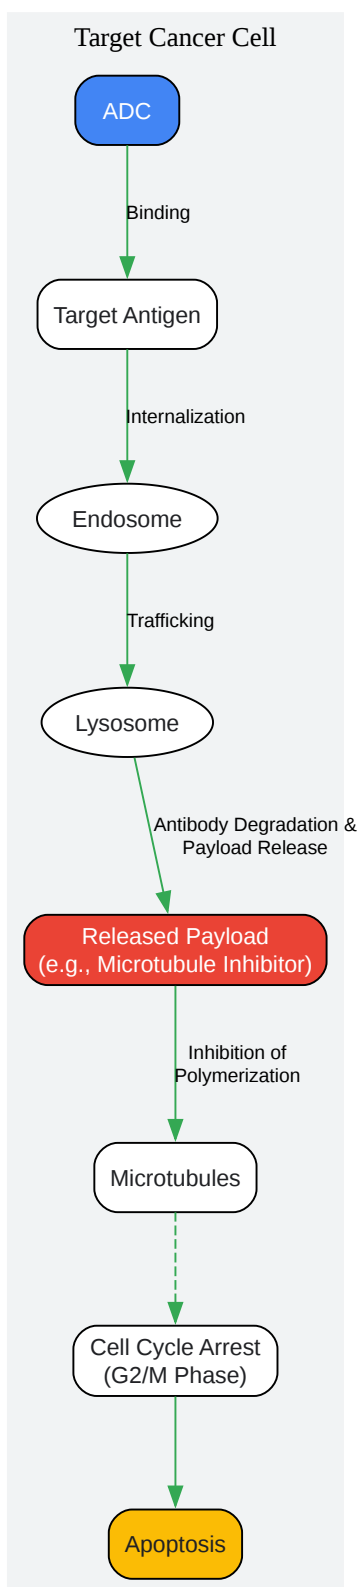 Target Cancer Cell
ADC
Binding
Target Antigen
Internalization
Endosome
Trafficking
Lysosome
Antibody Degradation &
Payload Release
Released Payload
(e.g., Microtubule Inhibitor)
Inhibition of
Polymerization
Microtubules
Cell Cycle Arrest
(G2/M Phase)
Apoptosis